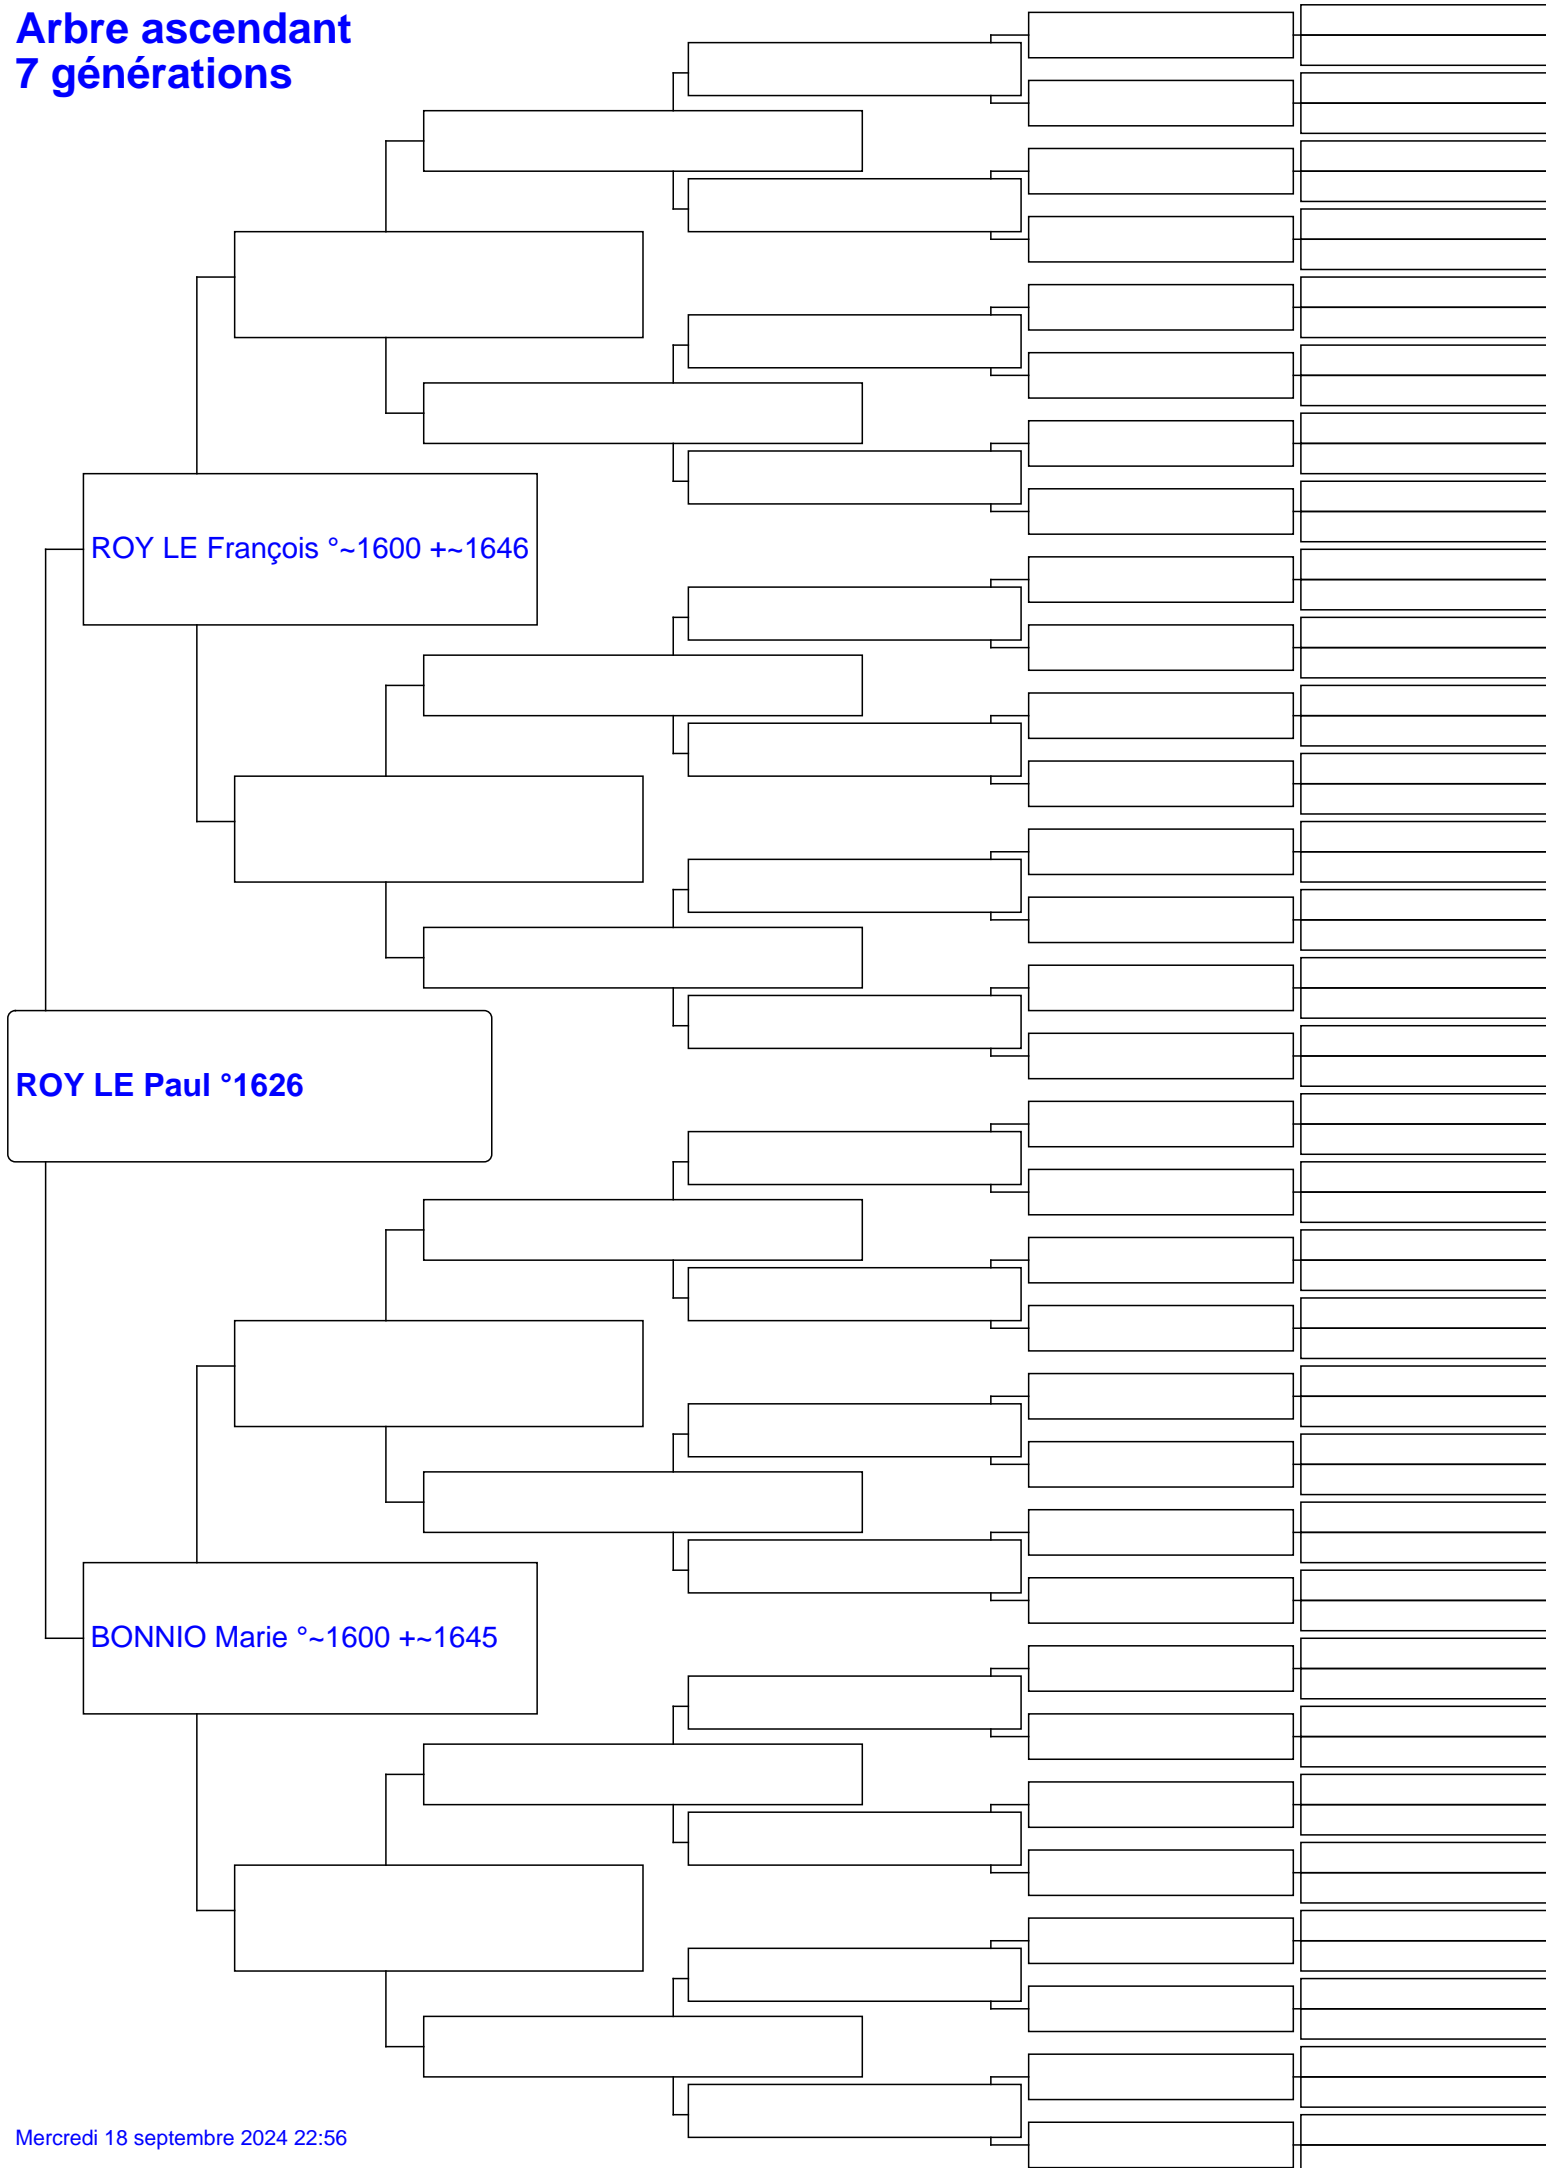 Arbre ascendant
7 générations
ROY LE François °~1600 +~1646
ROY LE Paul °1626
BONNIO Marie °~1600 +~1645
Mercredi 18 septembre 2024 22:56